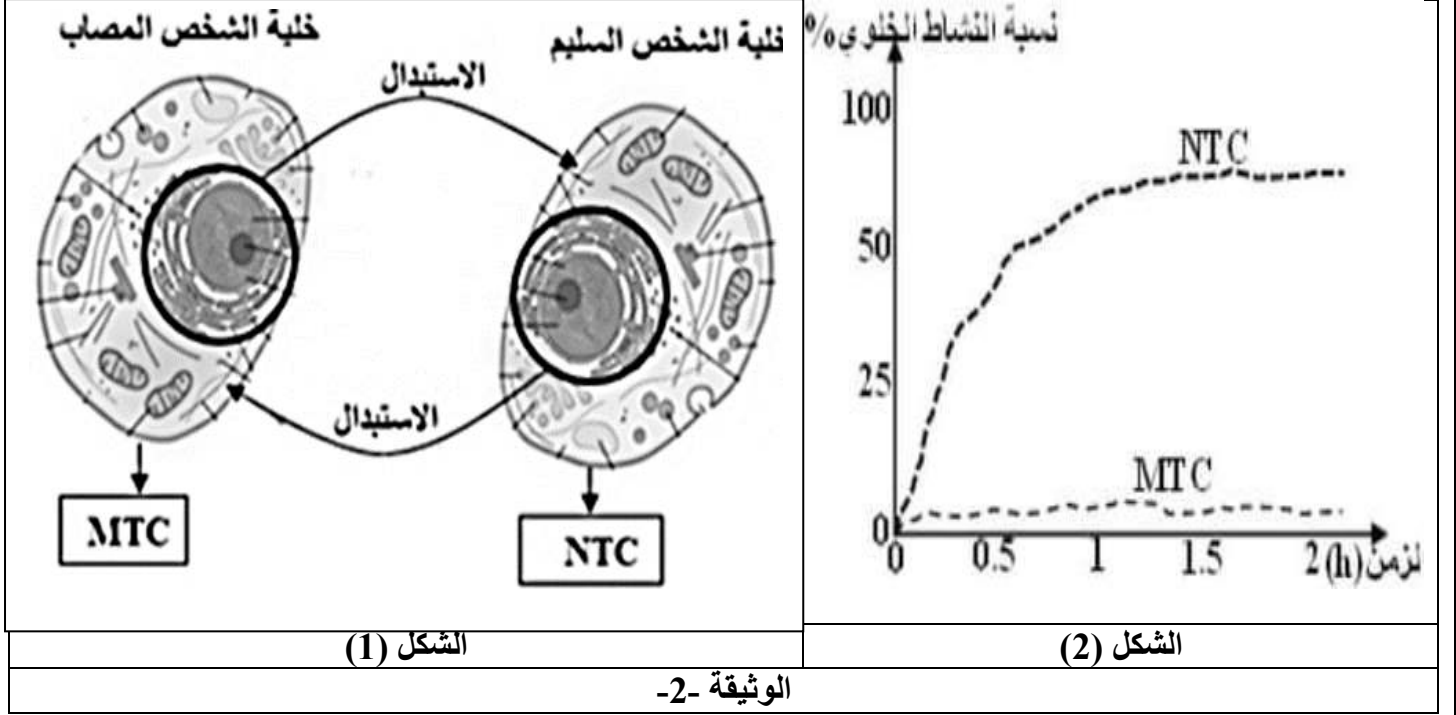 خلية الشخص المصاب
خلية الشخص السليم
الاستبدال
الاستبدال
MTC
NTC
نسبة النشاط الخلوي%
100
50
25
0
NTC
MTC
0 0.5 1 1.5 2 (h) لزمن
الشكل (1)
الشكل (2)
الوثيقة -2-